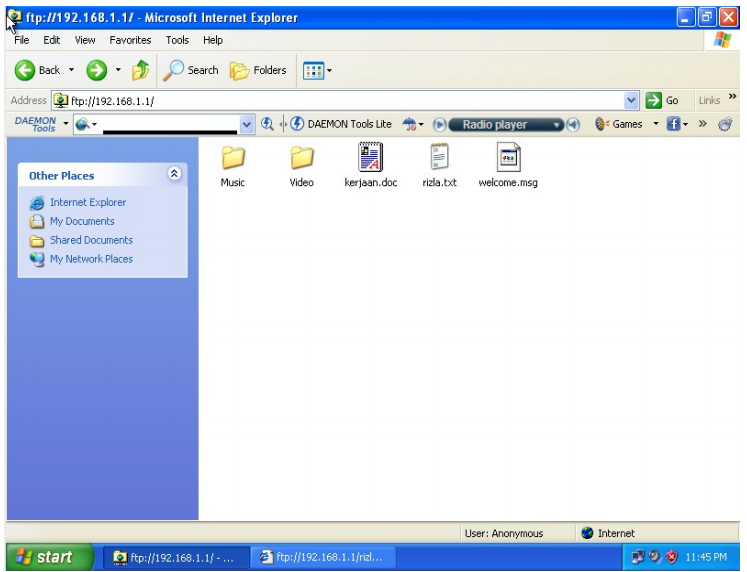 ftp://192.168.1.1/ - Microsoft Internet Explorer
File Edit View Favorites Tools Help
Back Search Folders
Address ftp://192.168.1.1/ Go Links »
DAEMON Tools DAEMON Tools Lite Radio player Games »
Other Places
Internet Explorer
My Documents
Shared Documents
My Network Places
Music Video kerjaan.doc rizla.txt welcome.msg
User: Anonymous Internet
start ftp://192.168.1.1/ - ... ftp://192.168.1.1/rizl... 11:45 PM